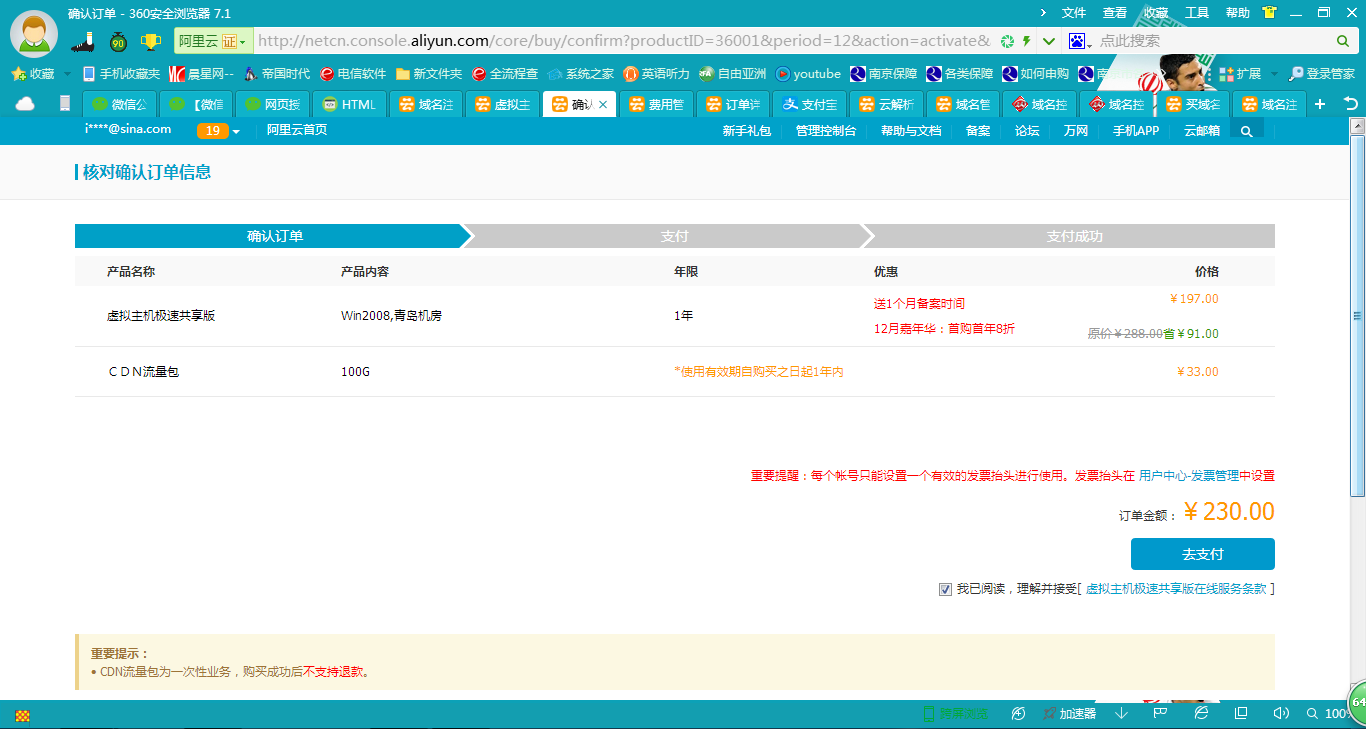 确认订单 - 360安全浏览器 7.1
文件 查看 收藏 工具 帮助
90 阿里云 证 http://netcn.console.aliyun.com/core/buy/confirm?productID=36001&period=12&action=activate& 点此搜索
收藏 手机收藏夹 晨星网-- 帝国时代 电信软件 新文件夹 全流程查 系统之家 英语听力 自由亚洲 youtube 南京保障 各类保障 如何申购 扩展 登录管家
微信公 【微信 网页授 HTML 域名注 虚拟主 确认 费用管 订单详 支付宝 云解析 域名管 域名控 域名控 买域名 域名注
i****@sina.com 19 阿里云首页 新手礼包 管理控制台 帮助与文档 备案 论坛 万网 手机APP 云邮箱
核对确认订单信息
确认订单 支付 支付成功
产品名称 产品内容 年限 优惠 价格
虚拟主机极速共享版 Win2008,青岛机房 1年 送1个月备案时间 ￥197.00
12月嘉年华：首购首年8折 原价￥288.00省￥91.00
ＣＤＮ流量包 100G *使用有效期自购买之日起1年内 ￥33.00
重要提醒：每个帐号只能设置一个有效的发票抬头进行使用。发票抬头在 用户中心-发票管理中设置
订单金额： ￥230.00
去支付
我已阅读，理解并接受[ 虚拟主机极速共享版在线服务条款 ]
重要提示：
• CDN流量包为一次性业务，购买成功后不支持退款。
跨屏浏览 加速器 100%
64